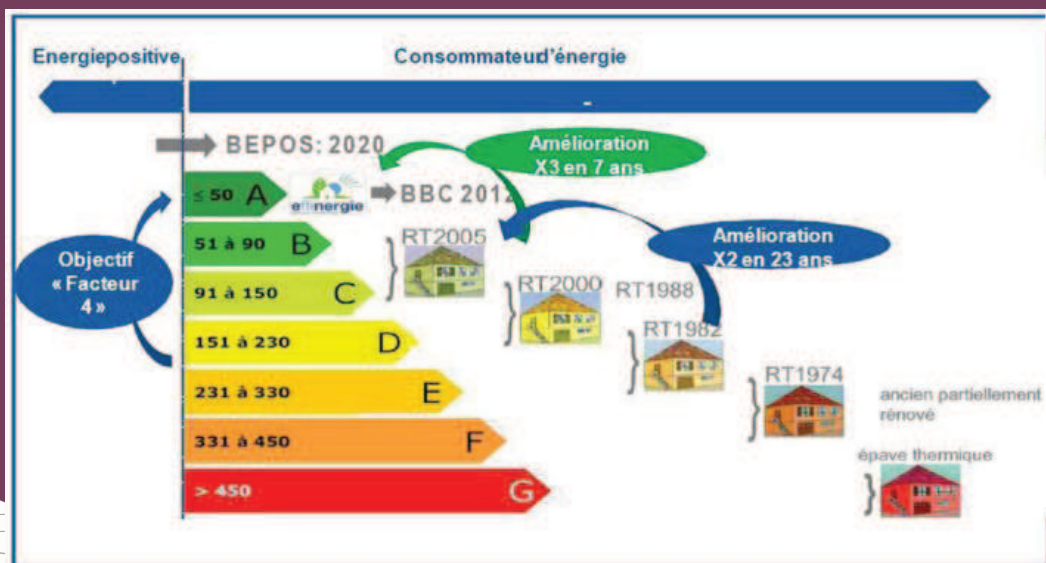 Energiepositive
Consommateurd'énergie
-
BEPOS: 2020
Amélioration
X3 en 7 ans
≤ 50 A
effinergie
BBC 2012
51 à 90 B
RT2005
Amélioration
X2 en 23 ans
Objectif
« Facteur
4 »
91 à 150 C
RT2000
RT1988
151 à 230 D
RT1982
231 à 330 E
RT1974
ancien partiellement
rénové
331 à 450 F
épave thermique
> 450 G